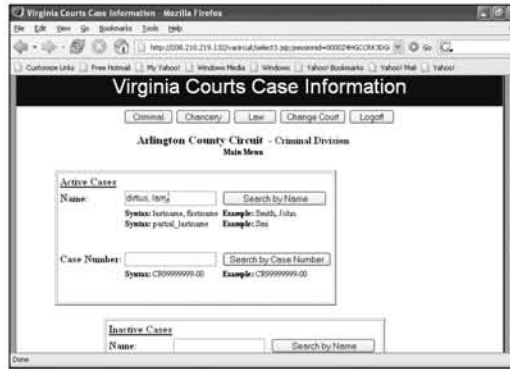 Virginia Courts Case Information - Mozilla Firefox
File Edit View Go Bookmarks Tools Help
Go
Customize Links Free Hotmail My Yahoo! Windows Media Windows Yahoo! Bookmarks Yahoo! Mail Yahoo!
Virginia Courts Case Information
Criminal Chancery Law Change Court Logoff
Arlington County Circuit - Criminal Division
Main Menu
Active Cases
Name: Search by Name
Syntax: lastname, firstname Example: Smith, John
Syntax: partial_lastname Example: Smi
Case Number: Search by Case Number
Syntax: CR99999999-00 Example: CR99999999-00
Inactive Cases
Name: Search by Name
Done